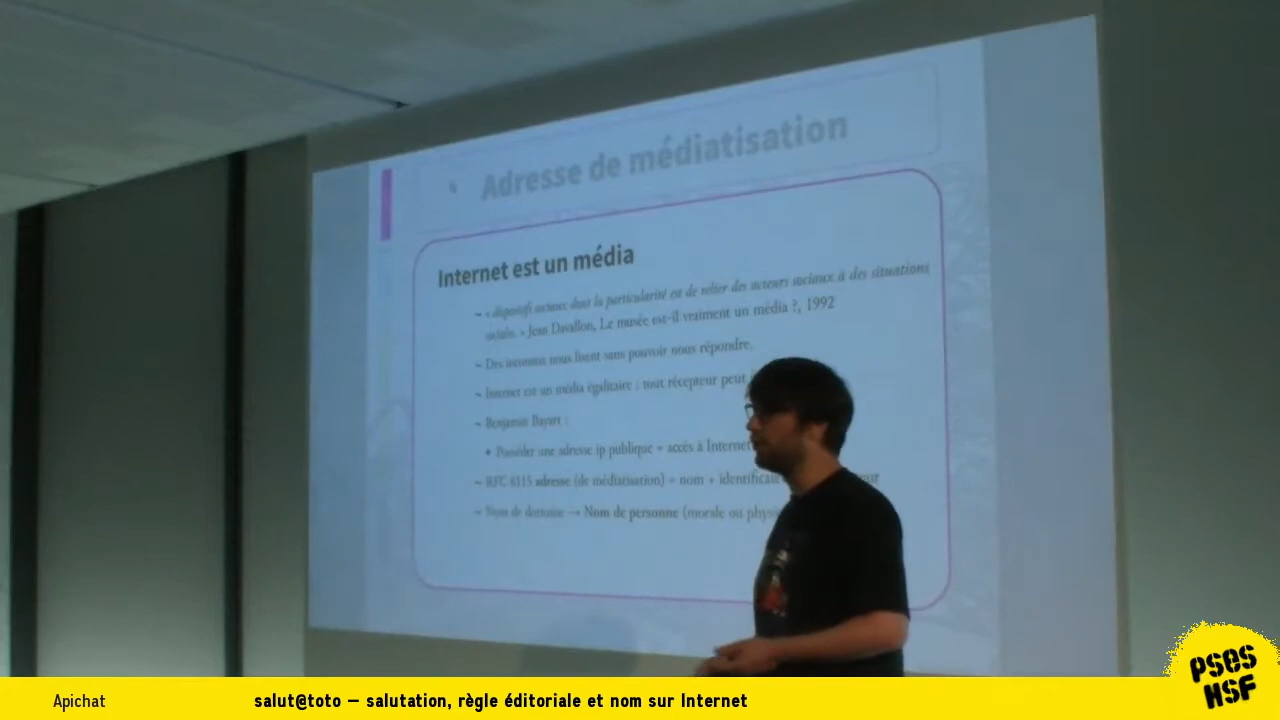 Adresse de médiatisation
Internet est un média
~ « dispositifs sociaux dont la particularité est de relier des acteurs sociaux à des situations
sociales. » Jean Davallon, Le musée est-il vraiment un média ?, 1992
~ Des inconnus nous lisent sans pouvoir nous répondre.
~ Internet est un média égalitaire : tout récepteur peut
~ Benjamin Bayart :
• Posséder une adresse ip publique = accès à Internet
~ RFC 6115 adresse (de médiatisation) = nom +
~ Nom de domaine → Nom de personne (morale ou
PSES
HSF
Apichat
salut@toto — salutation, règle éditoriale et nom sur Internet